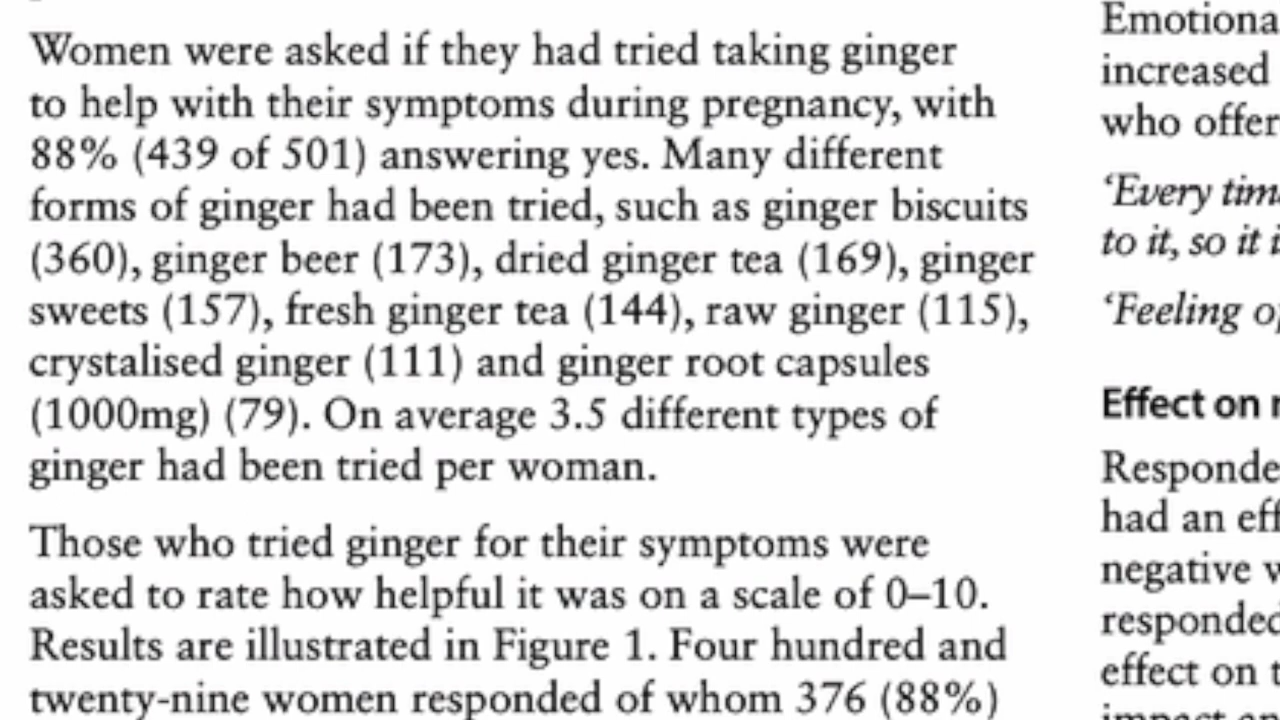 Women were asked if they had tried taking ginger
to help with their symptoms during pregnancy, with
88% (439 of 501) answering yes. Many different
forms of ginger had been tried, such as ginger biscuits
(360), ginger beer (173), dried ginger tea (169), ginger
sweets (157), fresh ginger tea (144), raw ginger (115),
crystalised ginger (111) and ginger root capsules
(1000mg) (79). On average 3.5 different types of
ginger had been tried per woman.
Those who tried ginger for their symptoms were
asked to rate how helpful it was on a scale of 0–10.
Results are illustrated in Figure 1. Four hundred and
twenty-nine women responded of whom 376 (88%)
increased
who offer
‘Every
to it, so it
‘Feeling
Effect on
had an
negative
effect on